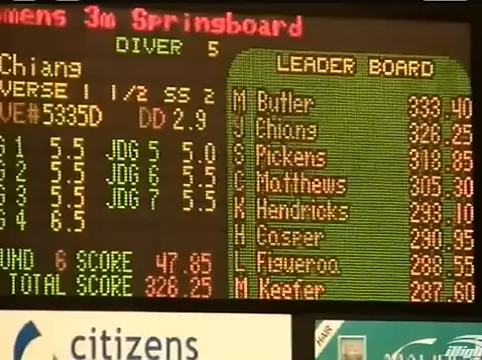 mens 3m Springboard
DIVER 5
Chiang
VERSE 1 1/2 SS 2
VE# 5335D DD 2.9
G 1 5.5 JDG 5 5.0
G 2 5.5 JDG 6 5.5
G 3 5.5 JDG 7 5.5
G 4 6.5
UND 6 SCORE 47.85
TOTAL SCORE 326.25
LEADER BOARD
M Butler 333.40
Chiang 326.25
S Pickens 318.85
C Matthews 305.30
K Hendricks 293.10
H Casper 290.95
L Figueroa 288.55
M Keefer 287.60
citizens
HAIR